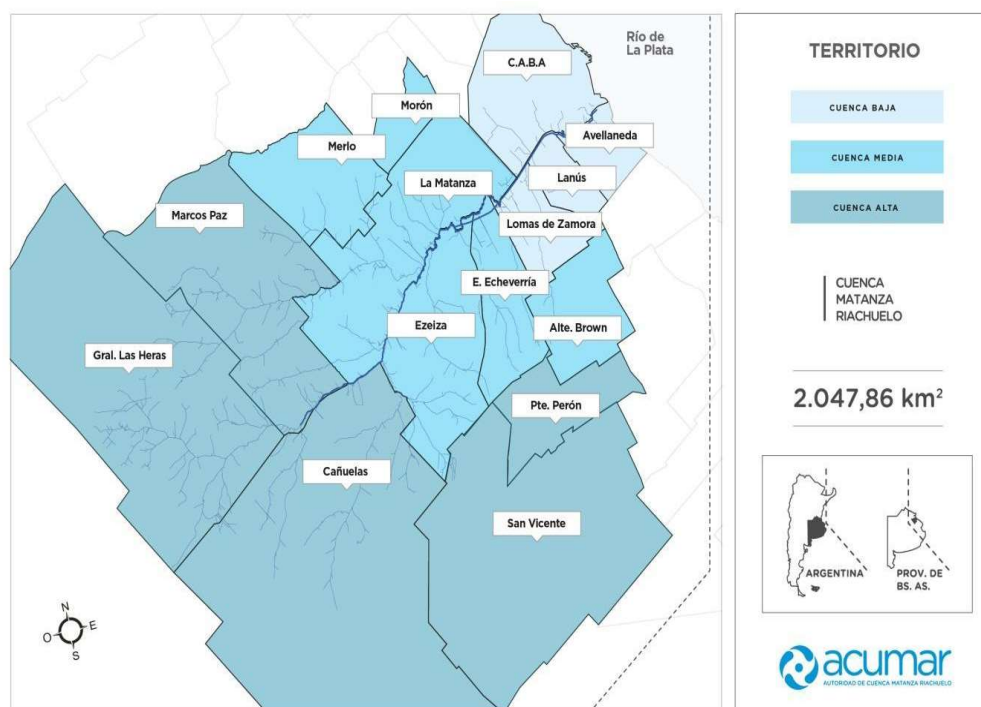 Río de
La Plata
C.A.B.A
Morón
Avellaneda
Merlo
Lanús
La Matanza
Marcos Paz
Lomas de Zamora
E. Echeverría
Ezeiza
Alte. Brown
Gral. Las Heras
Pte. Perón
Cañuelas
San Vicente
N
O
E
S
TERRITORIO
CUENCA BAJA
CUENCA MEDIA
CUENCA ALTA
CUENCA
MATANZA
RIACHUELO
2.047,86 km²
ARGENTINA
PROV. DE
BS. AS.
acumar
AUTORIDAD DE CUENCA MATANZA RIACHUELO